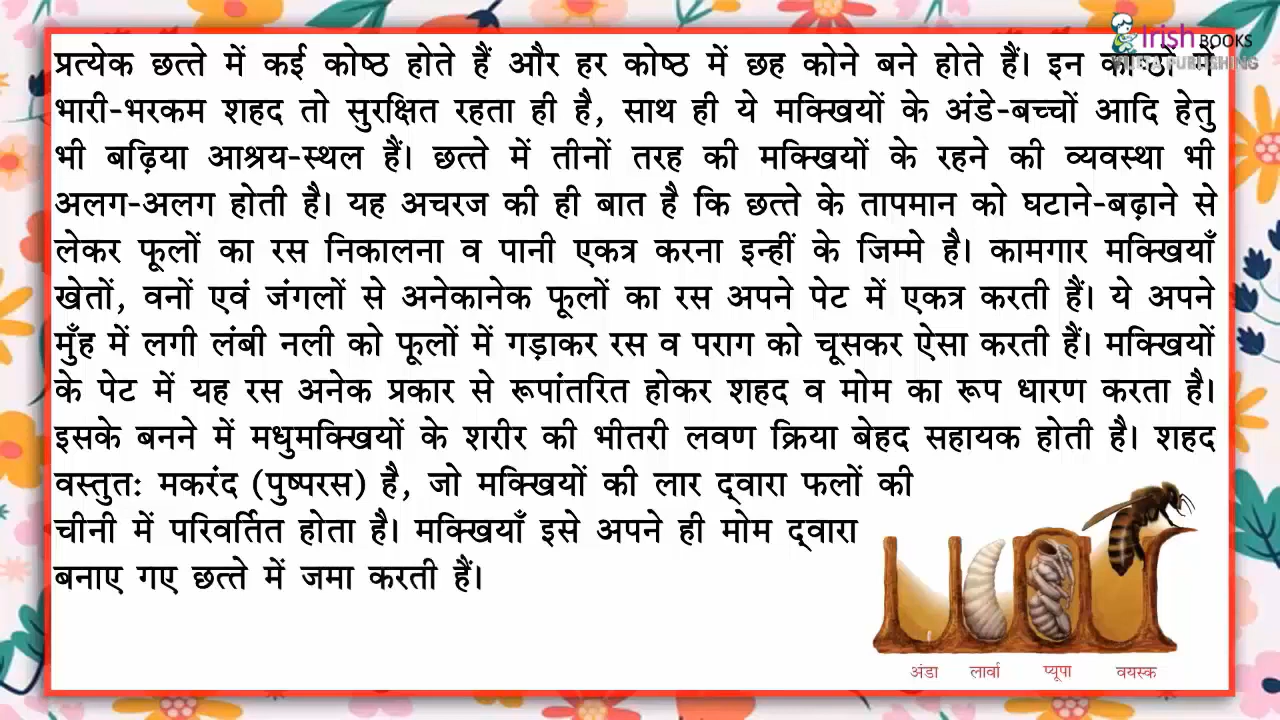 Irish BOOKS
प्रत्येक छत्ते में कई कोष्ठ होते हैं और हर कोष्ठ में छह कोने बने होते हैं। इन कोष्ठों में
भारी-भरकम शहद तो सुरक्षित रहता ही है, साथ ही ये मक्खियों के अंडे-बच्चों आदि हेतु
भी बढ़िया आश्रय-स्थल हैं। छत्ते में तीनों तरह की मक्खियों के रहने की व्यवस्था भी
अलग-अलग होती है। यह अचरज की ही बात है कि छत्ते के तापमान को घटाने-बढ़ाने से
लेकर फूलों का रस निकालना व पानी एकत्र करना इन्हीं के जिम्मे है। कामगार मक्खियाँ
खेतों, वनों एवं जंगलों से अनेकानेक फूलों का रस अपने पेट में एकत्र करती हैं। ये अपने
मुँह में लगी लंबी नली को फूलों में गड़ाकर रस व पराग को चूसकर ऐसा करती हैं। मक्खियों
के पेट में यह रस अनेक प्रकार से रूपांतरित होकर शहद व मोम का रूप धारण करता है।
इसके बनने में मधुमक्खियों के शरीर की भीतरी लवण क्रिया बेहद सहायक होती है। शहद
वस्तुतः मकरंद (पुष्परस) है, जो मक्खियों की लार द्वारा फलों की
चीनी में परिवर्तित होता है। मक्खियाँ इसे अपने ही मोम द्वारा
बनाए गए छत्ते में जमा करती हैं।
अंडा लार्वा प्यूपा वयस्क